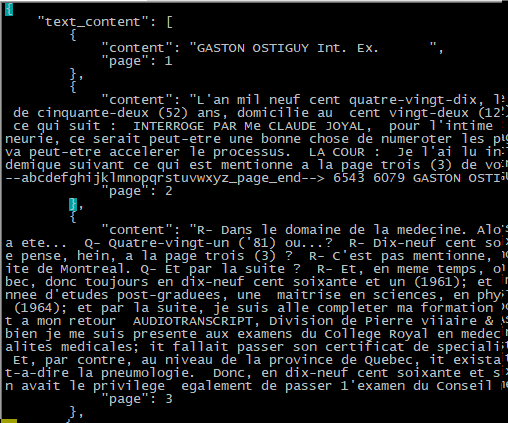 {
    "text_content": [
        {
            "content": "GASTON OSTIGUY Int. Ex.       ",
            "page": 1
        },
        {
            "content": "L'an mil neuf cent quatre-vingt-dix, l'
 de cinquante-deux (52) ans, domicilie au  cent vingt-deux (12
 ce qui suit :  INTERROGE PAR Me CLAUDE JOYAL,  pour l'intime
neurie, ce serait peut-etre une bonne chose de numeroter les p
va peut-etre accelerer le processus.  LA COUR :  Je l'ai lu in
demique suivant ce qui est mentionne a la page trois (3) de vo
--abcdefghijklmnopqrstuvwxyz_page_end--> 6543 6079 GASTON OSTIG
            "page": 2
        },
        {
            "content": "R- Dans le domaine de la medecine. Alo
a ete...  Q- Quatre-vingt-un ('81) ou...?  R- Dix-neuf cent so
e pense, hein, a la page trois (3) ?  R- C'est pas mentionne,
ite de Montreal. Q- Et par la suite ?  R- Et, en meme temps, o
bec, donc toujours en dix-neuf cent soixante et un (1961); et
nnee d'etudes post-graduees, une  maitrise en sciences, en phy
 (1964); et par la suite, je suis alle completer ma formation
t a mon retour  AUDIOTRANSCRIPT, Division de Pierre viiaire &
bien je me suis presente aux examens du College Royal en medec
alites medicales; it fallait passer son certificat de speciali
 Et, par contre, au niveau de la province de Quebec, it exista
t-a-dire la pneumologie.  Donc, en dix-neuf cent soixante et s
n avait le privilege  egalement de passer 1'examen du Conseil
            "page": 3
        },